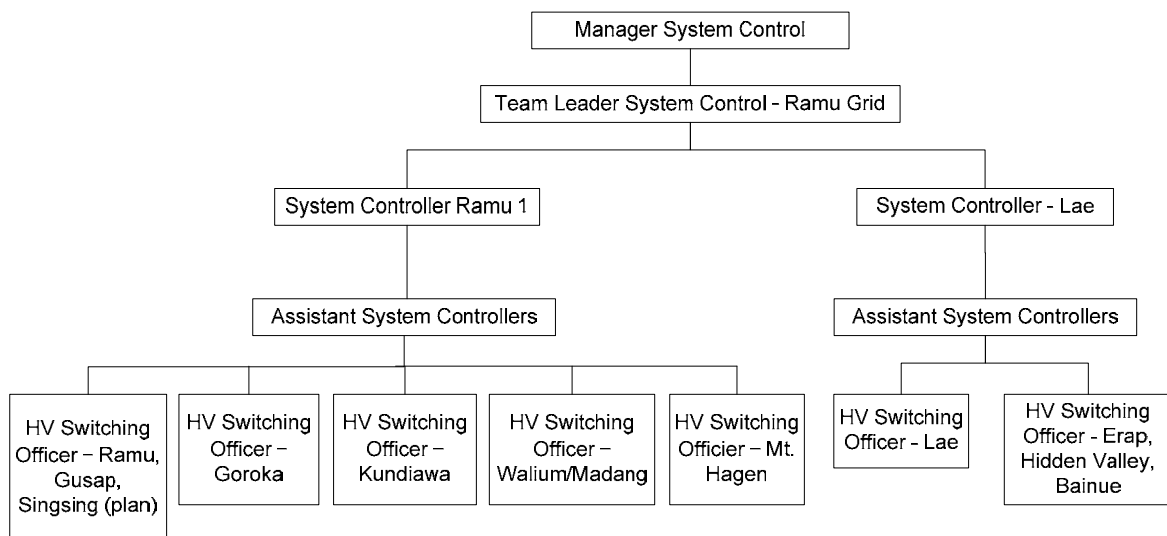 Manager System Control
Team Leader System Control - Ramu Grid
System Controller Ramu 1
System Controller - Lae
Assistant System Controllers
Assistant System Controllers
HV Switching
Officer – Ramu,
Gusap,
Singsing (plan)
HV Switching
Officer –
Goroka
HV Switching
Officer –
Kundiawa
HV Switching
Officer –
Walium/Madang
HV Switching
Officier – Mt.
Hagen
HV Switching
Officer - Lae
HV Switching
Officer - Erap,
Hidden Valley,
Bainue